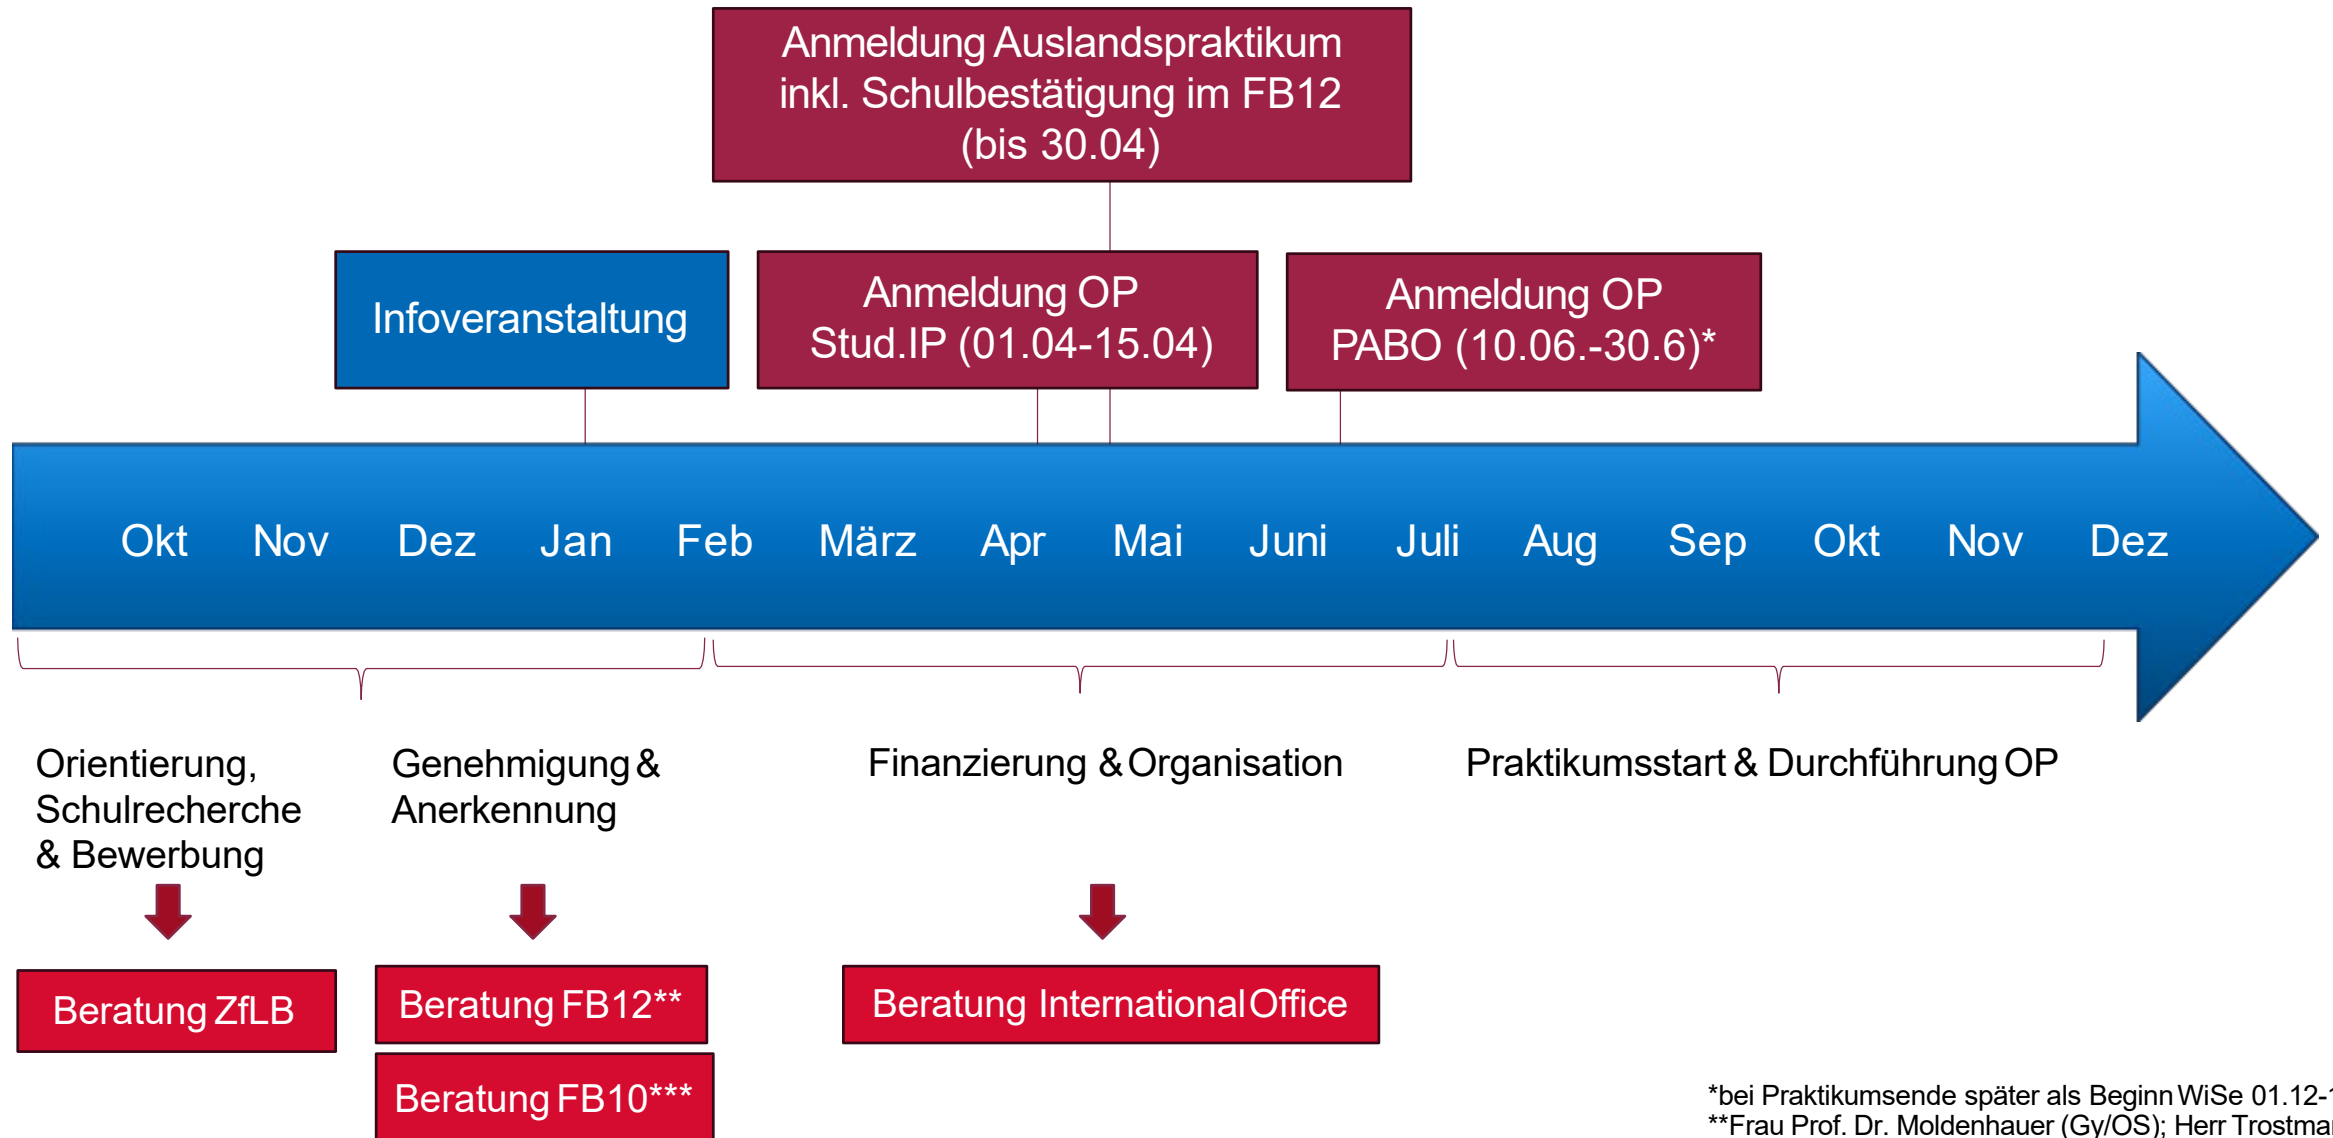 Anmeldung Auslandspraktikum
inkl. Schulbestätigung im FB12
(bis 30.04)
Infoveranstaltung
Anmeldung OP
Stud.IP (01.04-15.04)
Anmeldung OP
PABO (10.06.-30.6)*
Okt Nov Dez Jan Feb März Apr Mai Juni Juli Aug Sep Okt Nov Dez
Orientierung,
Schulrecherche
& Bewerbung
Genehmigung &
Anerkennung
Finanzierung & Organisation
Praktikumsstart & Durchführung OP
Beratung ZfLB
Beratung FB12**
Beratung FB10***
Beratung International Office
*bei Praktikumsende später als Beginn WiSe 01.12-
**Frau Prof. Dr. Moldenhauer (Gy/OS); Herr